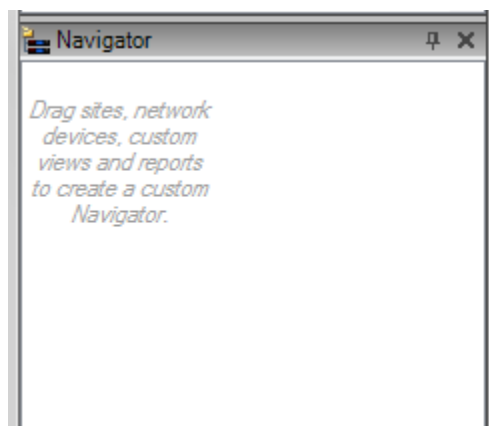 Navigator
Drag sites, network
devices, custom
views and reports
to create a custom
Navigator.